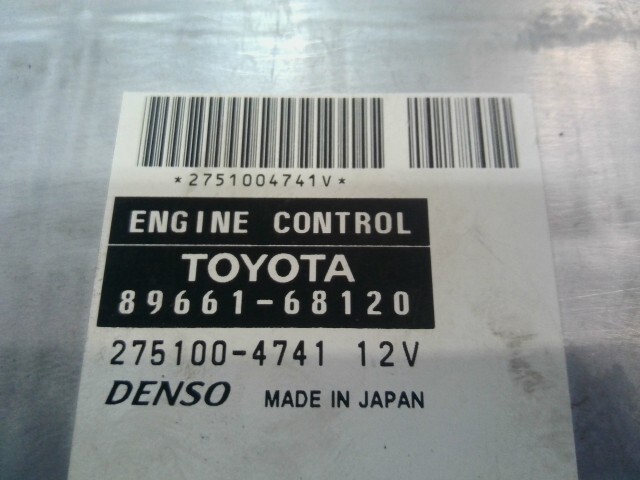 *2751004741V*
ENGINE CONTROL
TOYOTA
89661-68120
275100-4741 12V
DENSO MADE IN JAPAN